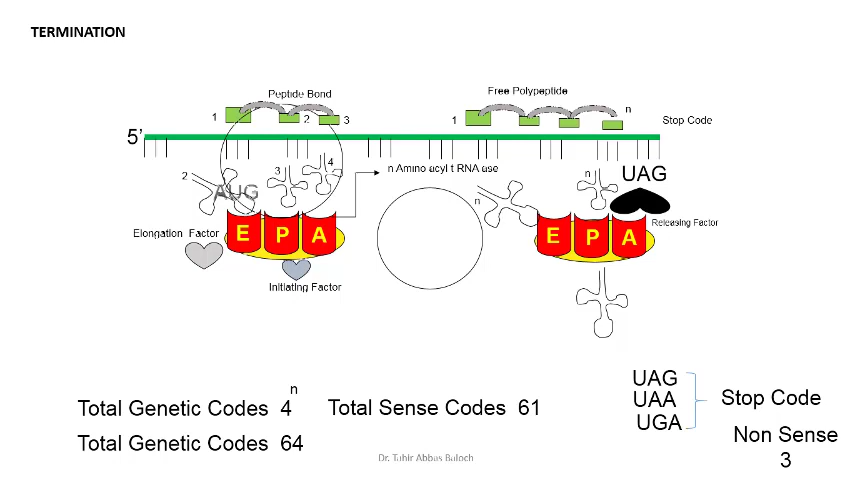 TERMINATION
Peptide Bond
Free Polypeptide
1
2
3
1
n
Stop Code
5’
2
3
4
n Amino acyl t RNA ase
AUG
n
n
UAG
Releasing Factor
Elongation Factor
E P A
E P A
Initiating Factor
Total Genetic Codes 4 n
Total Sense Codes 61
Total Genetic Codes 64
UAG
UAA
UGA
Stop Code
Non Sense
3
Dr. Tahir Abbas Baloch